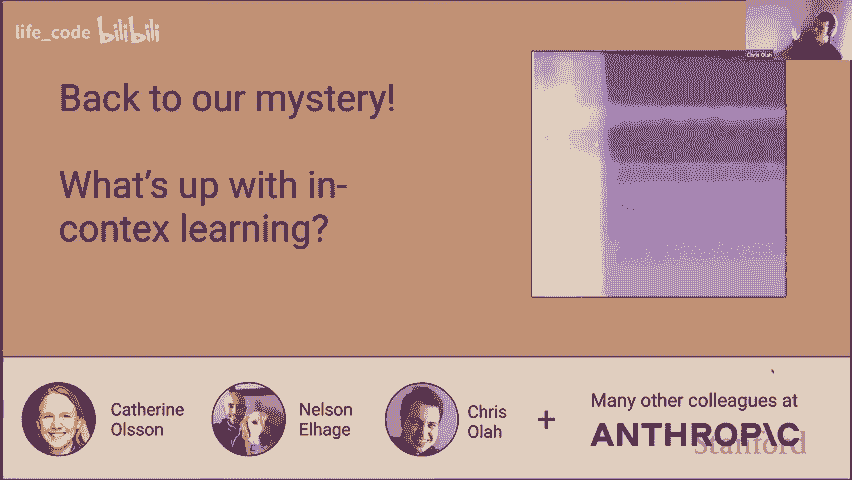 life_code bilibili
Chris Olah
Back to our mystery!
What's up with in-
contex learning?
Catherine
Olsson
Nelson
Elhage
Chris
Olah
+
Many other colleagues at
ANTHROP\C
Stanford